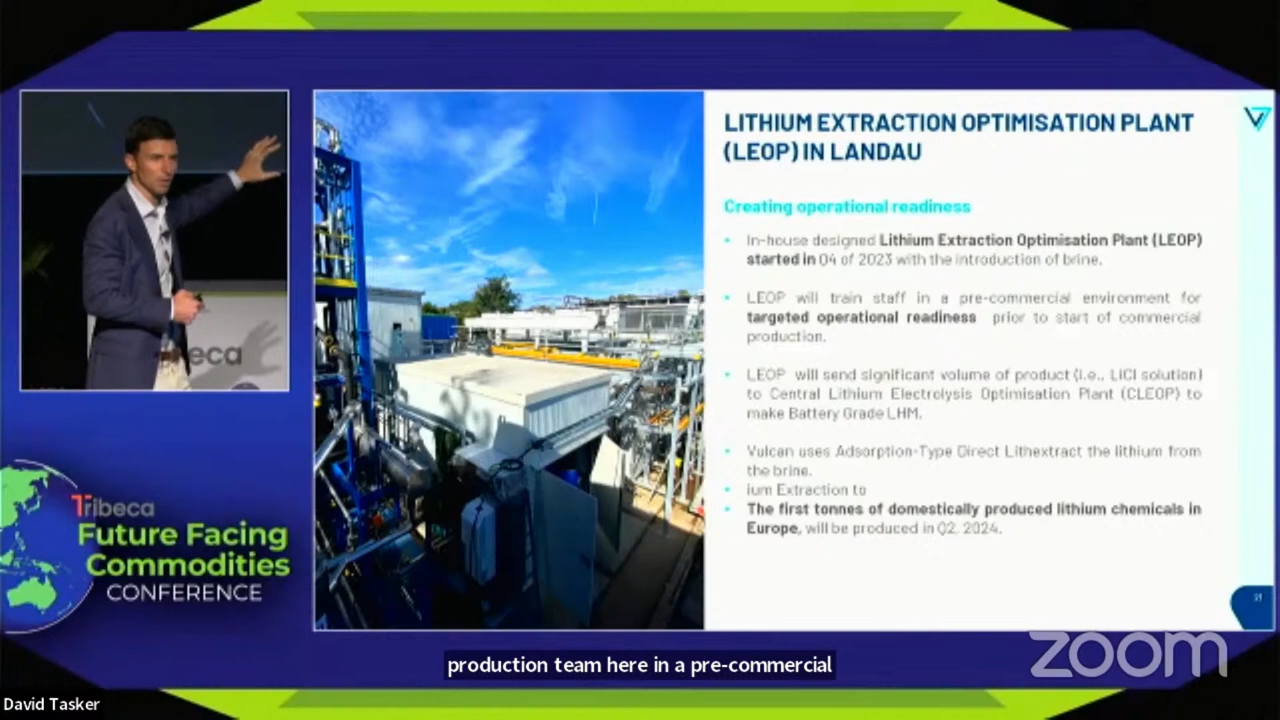 LITHIUM EXTRACTION OPTIMISATION PLANT
(LEOP) IN LANDAU
Creating operational readiness
• In-house designed Lithium Extraction Optimisation Plant (LEOP)
started in Q4 of 2023 with the introduction of brine.
• LEOP will train staff in a pre-commercial environment for
targeted operational readiness prior to start of commercial
production.
• LEOP will send significant volume of product (i.e., LiCl solution)
to Central Lithium Electrolysis Optimisation Plant (CLEOP) to
make Battery Grade LHM.
• Vulcan uses Adsorption-Type Direct Lithextract the lithium from
the brine.
• ium Extraction to
• The first tonnes of domestically produced lithium chemicals in
Europe, will be produced in Q2, 2024.
eca
Tribeca
Future Facing
Commodities
CONFERENCE
production team here in a pre-commercial
zoom
David Tasker